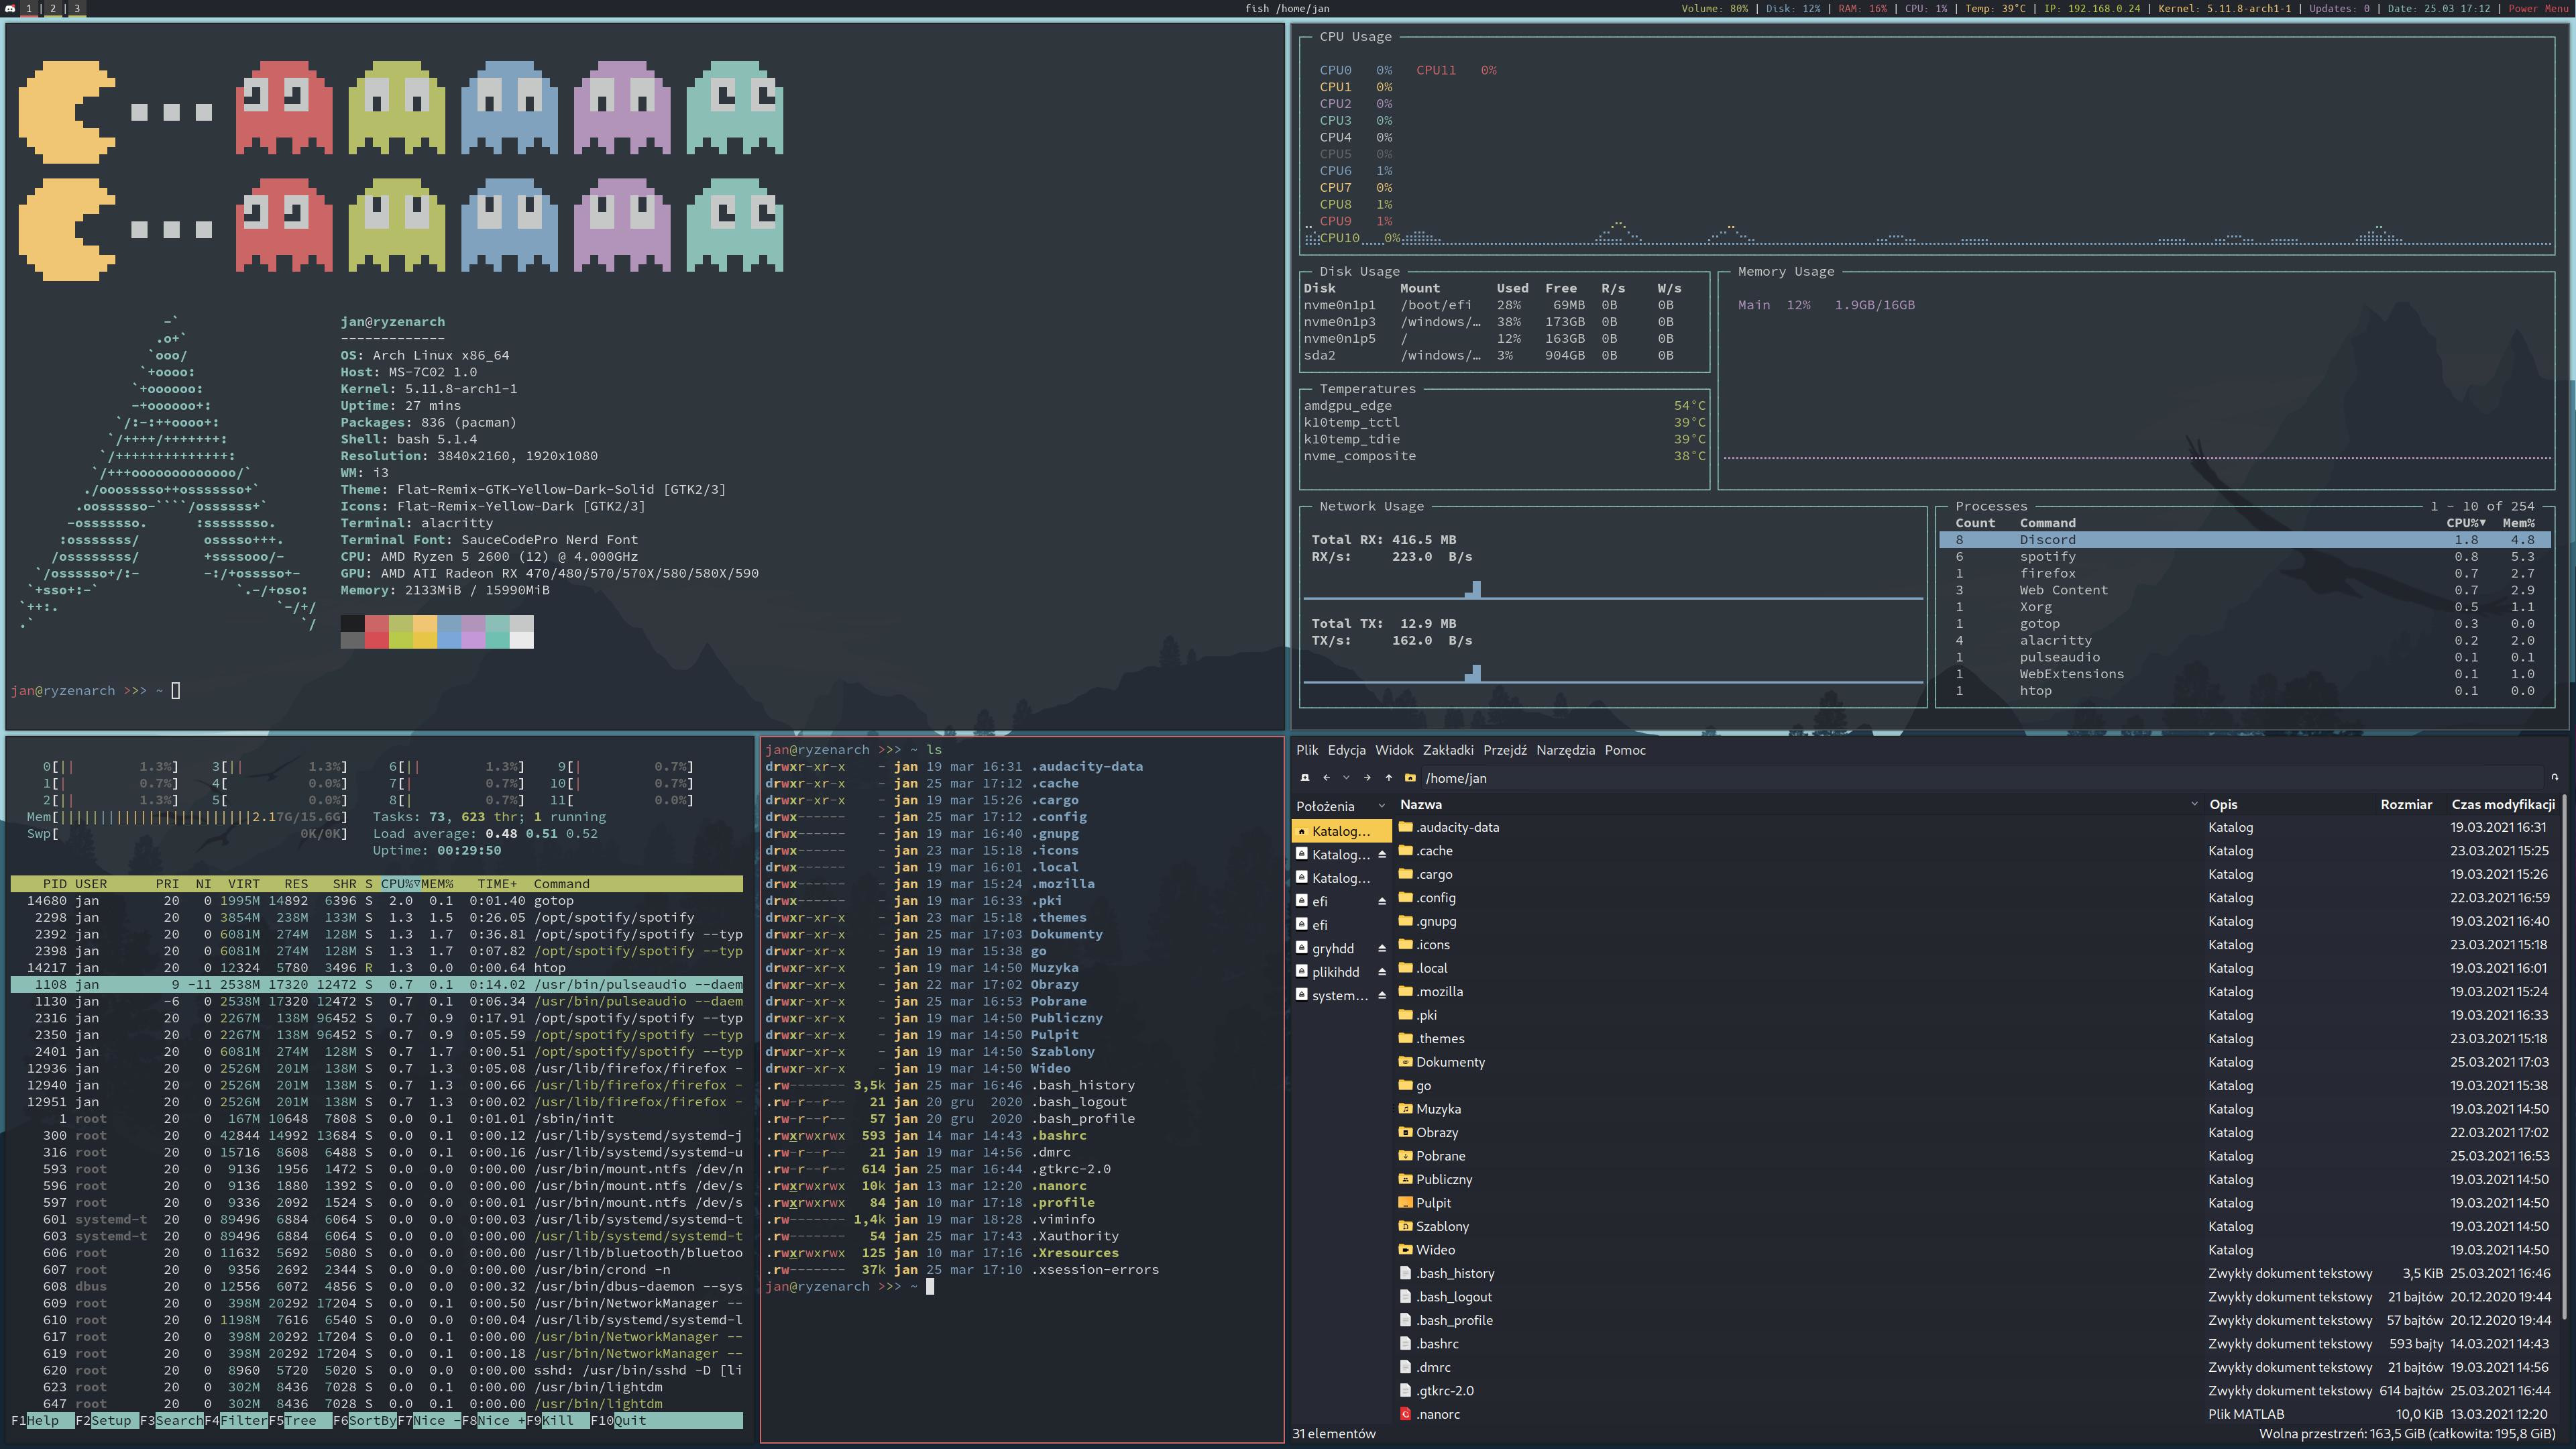 1 | 2 | 3
fish /home/jan
Volume: 80% | Disk: 12% | RAM: 16% | CPU: 1% | Temp: 39°C | IP: 192.168.0.24 | Kernel: 5.11.8-arch1-1 | Updates: 0 | Date: 25.03 17:12 | Power Menu
-`
.o+`
`ooo/
`+oooo:
`+oooooo:
-+oooooo+:
`/:-:++oooo+:
`/++++/+++++++:
`/++++++++++++++:
`/+++ooooooooooooo/`
./ooosssso++osssssso+`
.oossssso-````/ossssss+`
-osssssso.      :ssssssso.
:osssssss/        osssso+++.
/ossssssss/        +ssssooo/-
`/ossssso+/:-        -:/+osssso+-
`+sso+:-`                 `.-/+oso:
`++:.                           `-/+/
.`                                 `/
jan@ryzenarch
-------------
OS: Arch Linux x86_64
Host: MS-7C02 1.0
Kernel: 5.11.8-arch1-1
Uptime: 27 mins
Packages: 836 (pacman)
Shell: bash 5.1.4
Resolution: 3840x2160, 1920x1080
WM: i3
Theme: Flat-Remix-GTK-Yellow-Dark-Solid [GTK2/3]
Icons: Flat-Remix-Yellow-Dark [GTK2/3]
Terminal: alacritty
Terminal Font: SauceCodePro Nerd Font
CPU: AMD Ryzen 5 2600 (12) @ 4.000GHz
GPU: AMD ATI Radeon RX 470/480/570/570X/580/580X/590
Memory: 2133MiB / 15990MiB
jan@ryzenarch >>> ~
CPU Usage
CPU0 0% CPU11 0%
CPU1 0%
CPU2 0%
CPU3 0%
CPU4 0%
CPU5 0%
CPU6 1%
CPU7 0%
CPU8 1%
CPU9 1%
CPU10 0%
Disk Usage
Disk Mount Used Free R/s W/s
nvme0n1p1 /boot/efi 28% 69MB 0B 0B
nvme0n1p3 /windows/… 38% 173GB 0B 0B
nvme0n1p5 / 12% 163GB 0B 0B
sda2 /windows/… 3% 904GB 0B 0B
Memory Usage
Main 12% 1.9GB/16GB
Temperatures
amdgpu_edge 54°C
k10temp_tctl 39°C
k10temp_tdie 39°C
nvme_composite 38°C
Network Usage
Total RX: 416.5 MB
RX/s: 223.0 B/s
Total TX: 12.9 MB
TX/s: 162.0 B/s
Processes 1 - 10 of 254
Count Command CPU%▼ Mem%
8 Discord 1.8 4.8
6 spotify 0.8 5.3
1 firefox 0.7 2.7
3 Web Content 0.7 2.9
1 Xorg 0.5 1.1
1 gotop 0.3 0.0
4 alacritty 0.2 2.0
1 pulseaudio 0.1 0.1
1 WebExtensions 0.1 1.0
1 htop 0.1 0.0
0[|| 1.3%] 3[|| 1.3%] 6[|| 1.3%] 9[| 0.7%]
1[| 0.7%] 4[ 0.0%] 7[| 0.7%] 10[| 0.7%]
2[|| 1.3%] 5[ 0.0%] 8[| 0.7%] 11[ 0.0%]
Mem[||||||||||||||||||||||||2.17G/15.6G] Tasks: 73, 623 thr; 1 running
Swp[ 0K/0K] Load average: 0.48 0.51 0.52
Uptime: 00:29:50
PID USER PRI NI VIRT RES SHR S CPU%▽MEM% TIME+ Command
14680 jan 20 0 1995M 14892 6396 S 2.0 0.1 0:01.40 gotop
2298 jan 20 0 3854M 238M 133M S 1.3 1.5 0:26.05 /opt/spotify/spotify
2392 jan 20 0 6081M 274M 128M S 1.3 1.7 0:36.81 /opt/spotify/spotify --typ
2398 jan 20 0 6081M 274M 128M S 1.3 1.7 0:07.82 /opt/spotify/spotify --typ
14217 jan 20 0 12324 5780 3496 R 1.3 0.0 0:00.64 htop
1108 jan 9 -11 2538M 17320 12472 S 0.7 0.1 0:14.02 /usr/bin/pulseaudio --daem
1130 jan -6 0 2538M 17320 12472 S 0.7 0.1 0:06.34 /usr/bin/pulseaudio --daem
2316 jan 20 0 2267M 138M 96452 S 0.7 0.9 0:17.91 /opt/spotify/spotify --typ
2350 jan 20 0 2267M 138M 96452 S 0.7 0.9 0:05.59 /opt/spotify/spotify --typ
2401 jan 20 0 6081M 274M 128M S 0.7 1.7 0:00.51 /opt/spotify/spotify --typ
12936 jan 20 0 2526M 201M 138M S 0.7 1.3 0:05.08 /usr/lib/firefox/firefox -
12940 jan 20 0 2526M 201M 138M S 0.7 1.3 0:00.66 /usr/lib/firefox/firefox -
12951 jan 20 0 2526M 201M 138M S 0.7 1.3 0:00.02 /usr/lib/firefox/firefox -
1 root 20 0 167M 10648 7808 S 0.0 0.1 0:01.01 /sbin/init
300 root 20 0 42844 14992 13684 S 0.0 0.1 0:00.12 /usr/lib/systemd/systemd-j
316 root 20 0 15716 8608 6488 S 0.0 0.1 0:00.16 /usr/lib/systemd/systemd-u
593 root 20 0 9136 1956 1472 S 0.0 0.0 0:00.00 /usr/bin/mount.ntfs /dev/n
596 root 20 0 9136 1880 1392 S 0.0 0.0 0:00.00 /usr/bin/mount.ntfs /dev/s
597 root 20 0 9336 2092 1524 S 0.0 0.0 0:00.01 /usr/bin/mount.ntfs /dev/s
601 systemd-t 20 0 89496 6884 6064 S 0.0 0.0 0:00.03 /usr/lib/systemd/systemd-t
603 systemd-t 20 0 89496 6884 6064 S 0.0 0.0 0:00.00 /usr/lib/systemd/systemd-t
606 root 20 0 11632 5692 5080 S 0.0 0.0 0:00.00 /usr/lib/bluetooth/bluetoo
607 root 20 0 9356 2692 2344 S 0.0 0.0 0:00.00 /usr/bin/crond -n
608 dbus 20 0 12556 6072 4856 S 0.0 0.0 0:00.32 /usr/bin/dbus-daemon --sys
609 root 20 0 398M 20292 17204 S 0.0 0.1 0:00.50 /usr/bin/NetworkManager --
610 root 20 0 1198M 7616 6540 S 0.0 0.0 0:00.04 /usr/lib/systemd/systemd-l
617 root 20 0 398M 20292 17204 S 0.0 0.1 0:00.00 /usr/bin/NetworkManager --
619 root 20 0 398M 20292 17204 S 0.0 0.1 0:00.18 /usr/bin/NetworkManager --
620 root 20 0 8960 5720 5020 S 0.0 0.0 0:00.00 sshd: /usr/bin/sshd -D [li
623 root 20 0 302M 8436 7028 S 0.0 0.1 0:00.00 /usr/bin/lightdm
647 root 20 0 302M 8436 7028 S 0.0 0.1 0:00.00 /usr/bin/lightdm
F1Help F2Setup F3SearchF4FilterF5Tree F6SortByF7Nice -F8Nice +F9Kill F10Quit
jan@ryzenarch >>> ~ ls
drwxr-xr-x - jan 19 mar 16:31 .audacity-data
drwxr-xr-x - jan 25 mar 17:12 .cache
drwxr-xr-x - jan 19 mar 15:26 .cargo
drwx------ - jan 25 mar 17:12 .config
drwx------ - jan 19 mar 16:40 .gnupg
drwx------ - jan 23 mar 15:18 .icons
drwx------ - jan 19 mar 16:01 .local
drwx------ - jan 19 mar 15:24 .mozilla
drwx------ - jan 19 mar 16:33 .pki
drwxr-xr-x - jan 23 mar 15:18 .themes
drwxr-xr-x - jan 25 mar 17:03 Dokumenty
drwxr-xr-x - jan 19 mar 15:38 go
drwxr-xr-x - jan 19 mar 14:50 Muzyka
drwxr-xr-x - jan 22 mar 17:02 Obrazy
drwxr-xr-x - jan 25 mar 16:53 Pobrane
drwxr-xr-x - jan 19 mar 14:50 Publiczny
drwxr-xr-x - jan 19 mar 14:50 Pulpit
drwxr-xr-x - jan 19 mar 14:50 Szablony
drwxr-xr-x - jan 19 mar 14:50 Wideo
.rw------- 3,5k jan 25 mar 16:46 .bash_history
.rw-r--r-- 21 jan 20 gru 2020 .bash_logout
.rw-r--r-- 57 jan 20 gru 2020 .bash_profile
.rwxrwxrwx 593 jan 14 mar 14:43 .bashrc
.rw-r--r-- 21 jan 19 mar 14:56 .dmrc
.rw-r--r-- 614 jan 25 mar 16:44 .gtkrc-2.0
.rwxrwxrwx 10k jan 13 mar 12:20 .nanorc
.rwxrwxrwx 84 jan 10 mar 17:18 .profile
.rw------- 1,4k jan 19 mar 18:28 .viminfo
.rw------- 54 jan 25 mar 17:43 .Xauthority
.rwxrwxrwx 125 jan 10 mar 17:16 .Xresources
.rw------- 37k jan 25 mar 17:10 .xsession-errors
jan@ryzenarch >>> ~
Plik Edycja Widok Zakładki Przejdź Narzędzia Pomoc
/home/jan
Położenia
Katalog…
Katalog…
Katalog…
efi
efi
gryhdd
plikihdd
system…
Nazwa Opis Rozmiar Czas modyfikacji
.audacity-data Katalog 19.03.2021 16:31
.cache Katalog 23.03.2021 15:25
.cargo Katalog 19.03.2021 15:26
.config Katalog 22.03.2021 16:59
.gnupg Katalog 19.03.2021 16:40
.icons Katalog 23.03.2021 15:18
.local Katalog 19.03.2021 16:01
.mozilla Katalog 19.03.2021 15:24
.pki Katalog 19.03.2021 16:33
.themes Katalog 23.03.2021 15:18
Dokumenty Katalog 25.03.2021 17:03
go Katalog 19.03.2021 15:38
Muzyka Katalog 19.03.2021 14:50
Obrazy Katalog 22.03.2021 17:02
Pobrane Katalog 25.03.2021 16:53
Publiczny Katalog 19.03.2021 14:50
Pulpit Katalog 19.03.2021 14:50
Szablony Katalog 19.03.2021 14:50
Wideo Katalog 19.03.2021 14:50
.bash_history Zwykły dokument tekstowy 3,5 KiB 25.03.2021 16:46
.bash_logout Zwykły dokument tekstowy 21 bajtów 20.12.2020 19:44
.bash_profile Zwykły dokument tekstowy 57 bajtów 20.12.2020 19:44
.bashrc Zwykły dokument tekstowy 593 bajty 14.03.2021 14:43
.dmrc Zwykły dokument tekstowy 21 bajtów 19.03.2021 14:56
.gtkrc-2.0 Zwykły dokument tekstowy 614 bajtów 25.03.2021 16:44
.nanorc Plik MATLAB 10,0 KiB 13.03.2021 12:20
31 elementów Wolna przestrzeń: 163,5 GiB (całkowita: 195,8 GiB)